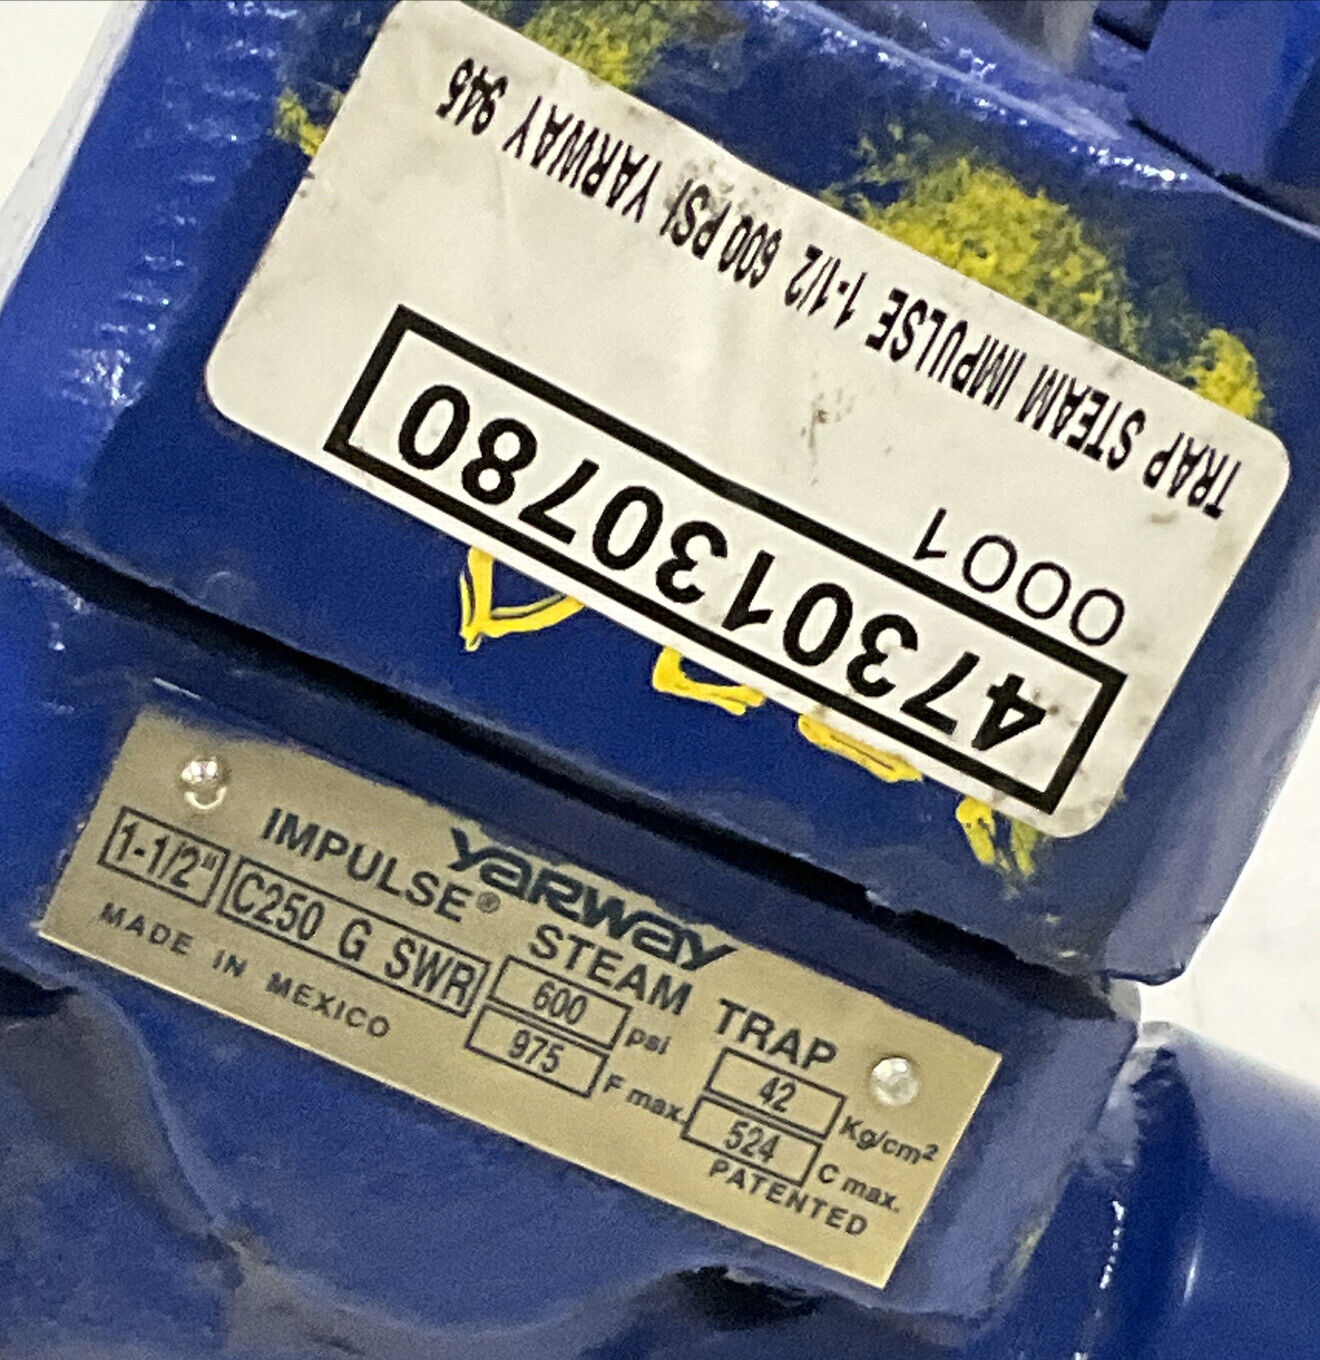 TRAP STEAM IMPULSE 1-1/2 600 PSI YARWAY 945
0001
4730130780
YARWAY
IMPULSE® STEAM TRAP
1-1/2" C250 G SWR 600 psi 42 Kg/cm²
975 F max. 524 C max.
MADE IN MEXICO
PATENTED